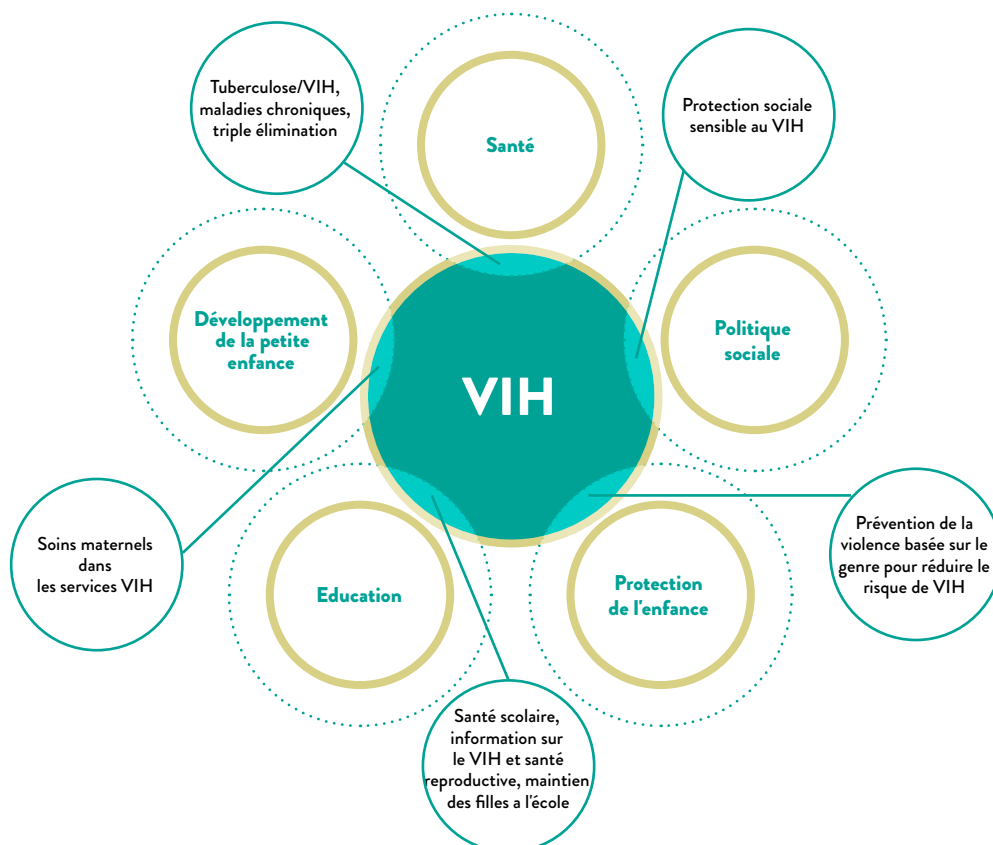 Tuberculose/VIH,
maladies chroniques,
triple élimination
Santé
Protection sociale
sensible au VIH
Développement
de la petite
enfance
Politique
sociale
VIH
Soins maternels
dans
les services VIH
Prévention de la
violence basée sur le
genre pour réduire le
risque de VIH
Education
Protection
de l'enfance
Santé scolaire,
information sur
le VIH et santé
reproductive, maintien
des filles a l'école